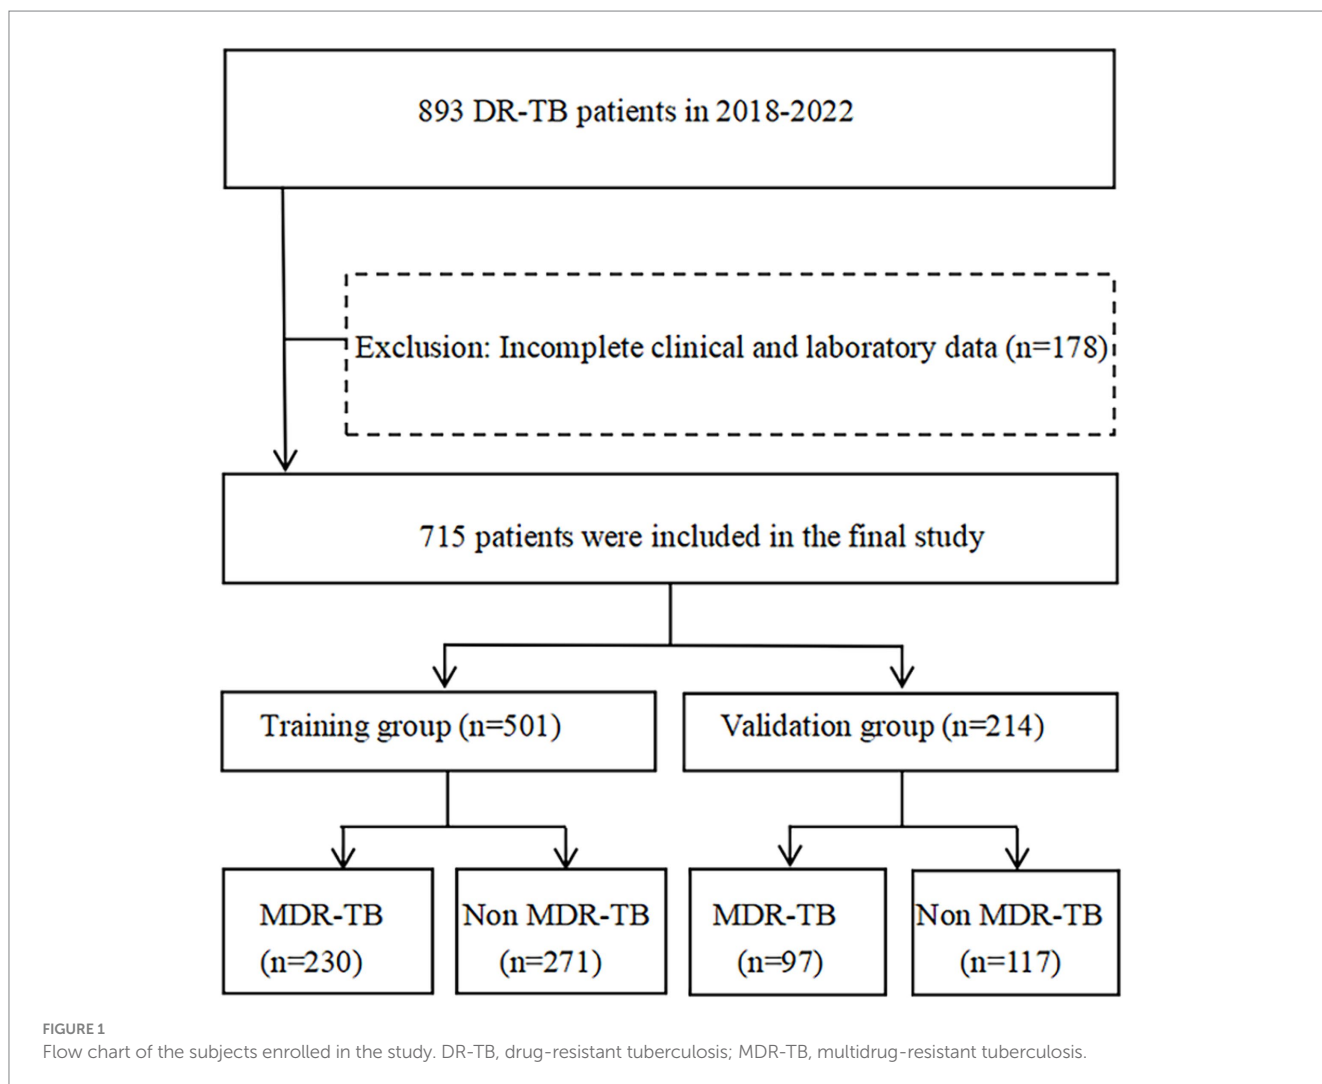 893 DR-TB patients in 2018-2022
Exclusion: Incomplete clinical and laboratory data (n=178)
715 patients were included in the final study
Training group (n=501)
Validation group (n=214)
MDR-TB
(n=230)
Non MDR-TB
(n=271)
MDR-TB
(n=97)
Non MDR-TB
(n=117)
FIGURE 1
Flow chart of the subjects enrolled in the study. DR-TB, drug-resistant tuberculosis; MDR-TB, multidrug-resistant tuberculosis.